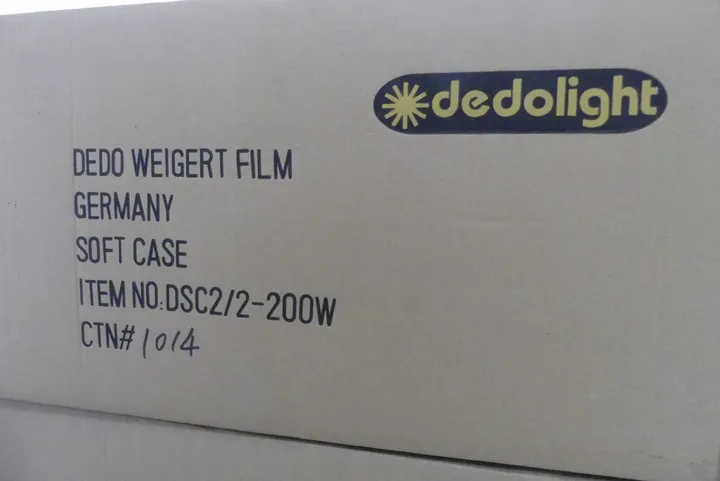 dedolight
DEDO WEIGERT FILM
GERMANY
SOFT CASE
ITEM NO:DSC2/2-200W
CTN#1014